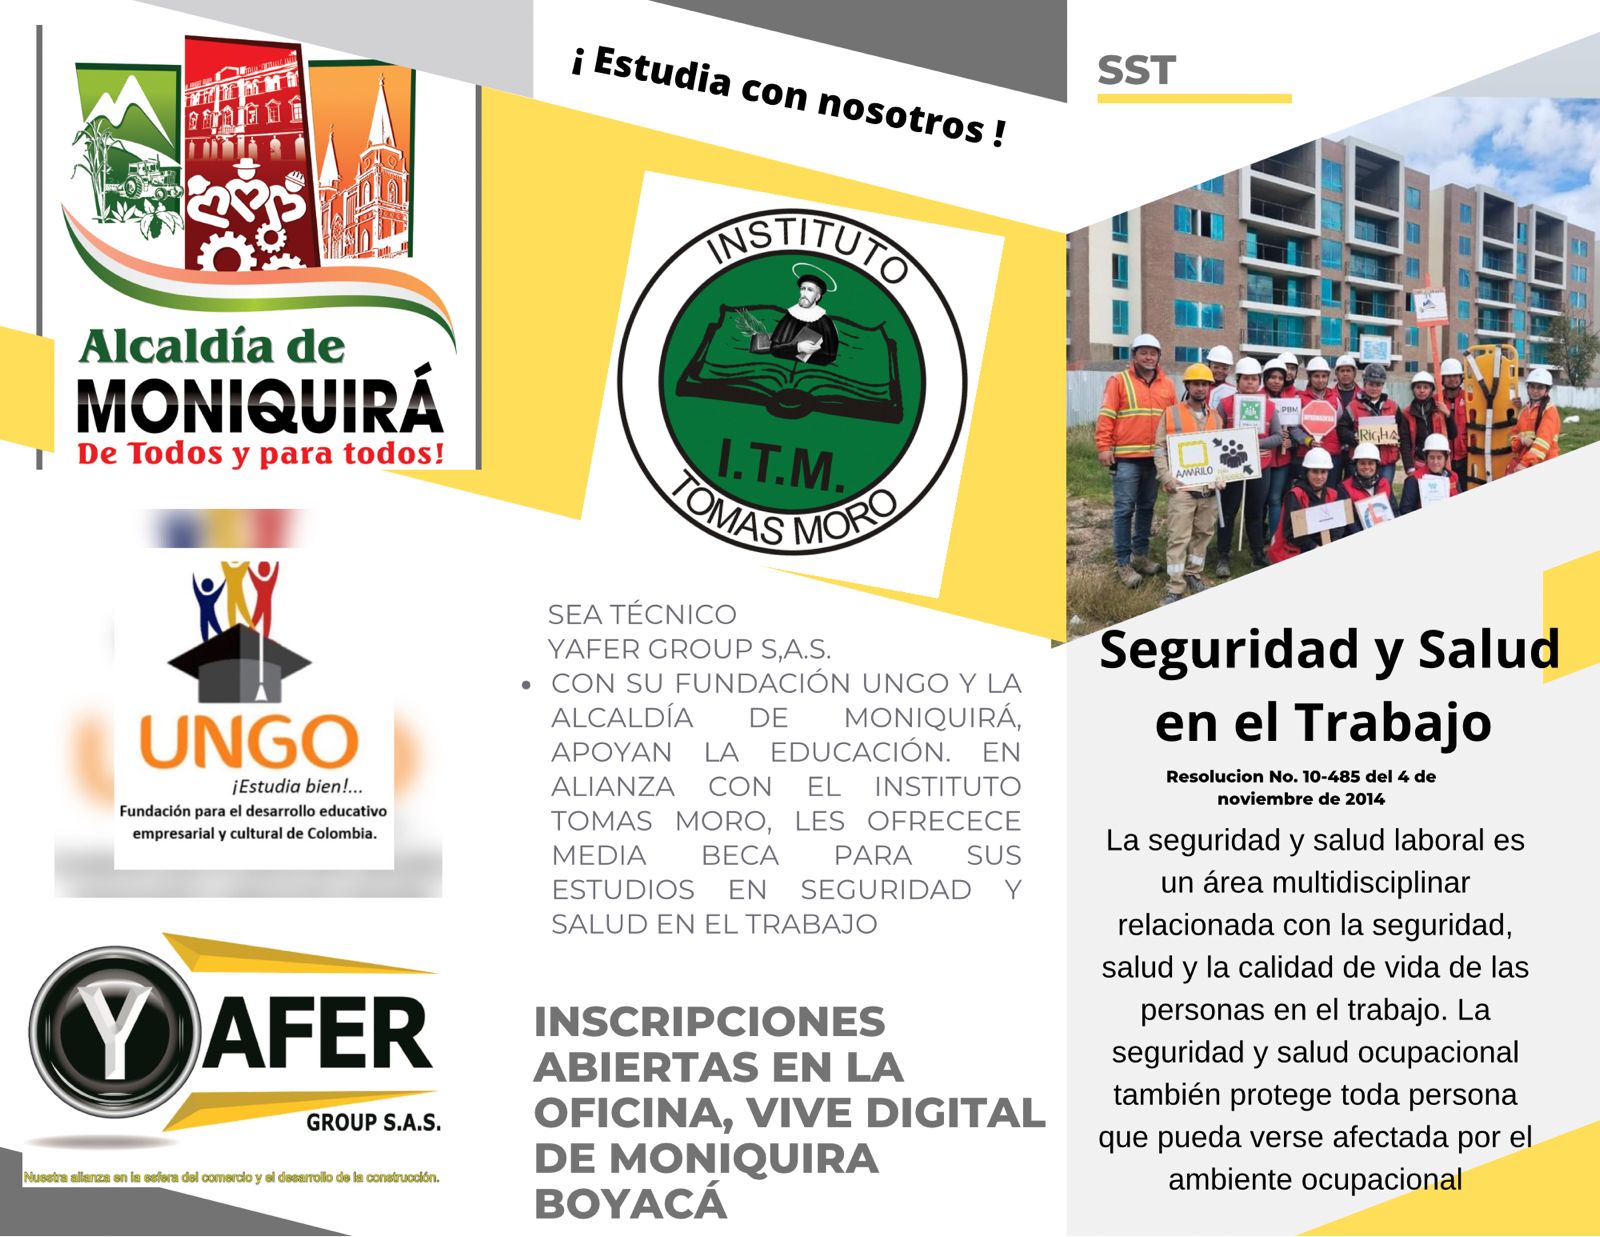 Alcaldía de
MONIQUIRÁ
De Todos y para todos!
UNGO
¡Estudia bien!...
Fundación para el desarrollo educativo
empresarial y cultural de Colombia.
Y AFER
GROUP S.A.S.
Nuestra alianza en la esfera del comercio y el desarrollo de la construcción.
¡ Estudia con nosotros !
INSTITUTO
I.T.M.
TOMAS MORO
SEA TÉCNICO
YAFER GROUP S,A.S.
• CON SU FUNDACIÓN UNGO Y LA
ALCALDÍA DE MONIQUIRÁ,
APOYAN LA EDUCACIÓN. EN
ALIANZA CON EL INSTITUTO
TOMAS MORO, LES OFRECECE
MEDIA BECA PARA SUS
ESTUDIOS EN SEGURIDAD Y
SALUD EN EL TRABAJO
INSCRIPCIONES
ABIERTAS EN LA
OFICINA, VIVE DIGITAL
DE MONIQUIRA
BOYACÁ
SST
PBM
AMARILO
Seguridad y Salud
en el Trabajo
Resolucion No. 10-485 del 4 de
noviembre de 2014
La seguridad y salud laboral es
un área multidisciplinar
relacionada con la seguridad,
salud y la calidad de vida de las
personas en el trabajo. La
seguridad y salud ocupacional
también protege toda persona
que pueda verse afectada por el
ambiente ocupacional